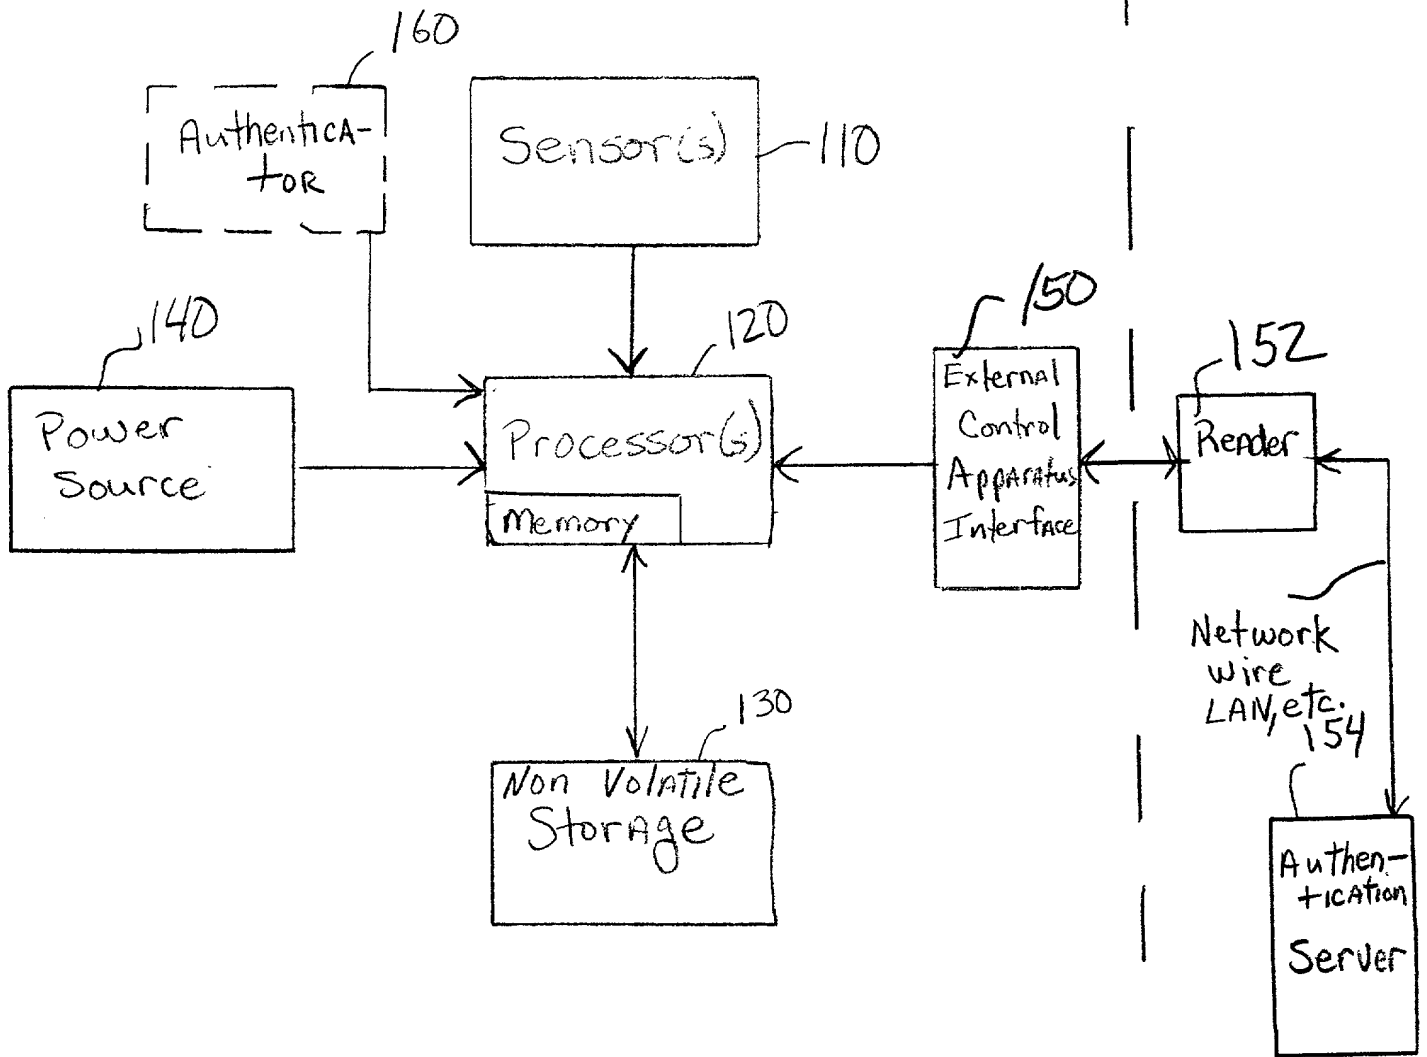 160
Authentica-
tor
Sensor(s)
110
140
Power
Source
120
Processor(s)
Memory
150
External
Control
Apparatus
Interface
152
Render
Network
wire
LAN, etc.
154
130
Non Volatile
Storage
Authen-
tication
Server